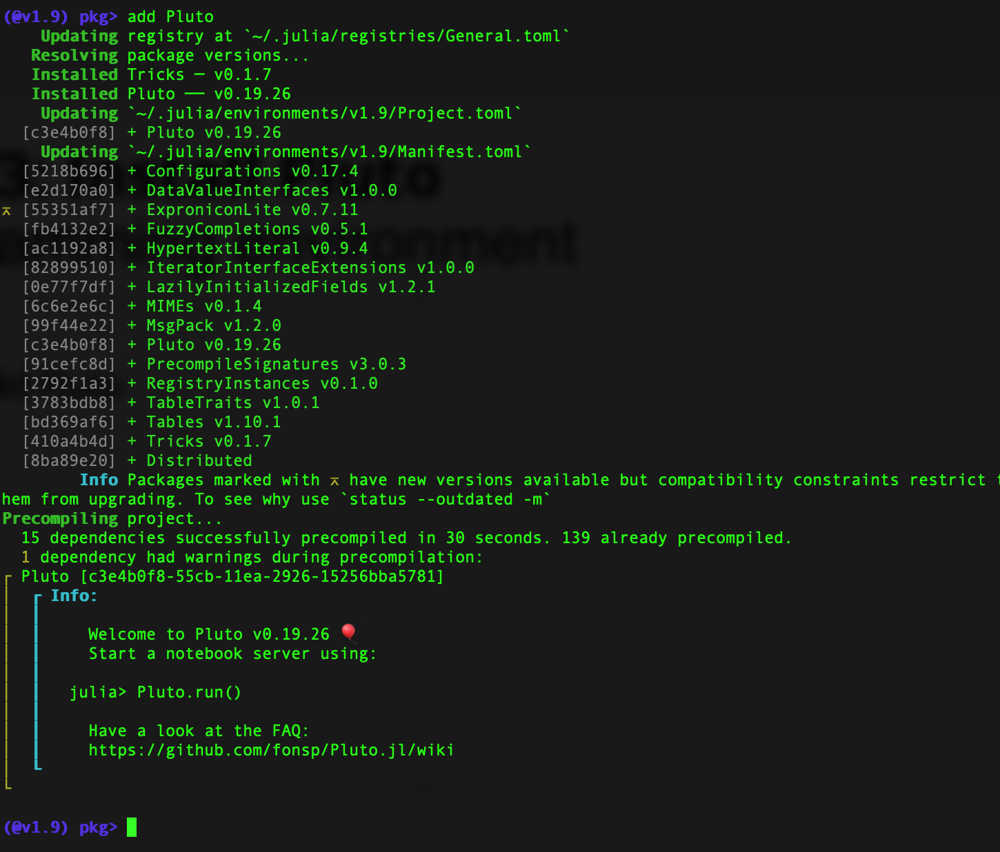 (@v1.9) pkg> add Pluto
    Updating registry at `~/.julia/registries/General.toml`
   Resolving package versions...
   Installed Tricks ─ v0.1.7
   Installed Pluto ── v0.19.26
    Updating `~/.julia/environments/v1.9/Project.toml`
  [c3e4b0f8] + Pluto v0.19.26
    Updating `~/.julia/environments/v1.9/Manifest.toml`
  [5218b696] + Configurations v0.17.4
  [e2d170a0] + DataValueInterfaces v1.0.0
⌅ [55351af7] + ExproniconLite v0.7.11
  [fb4132e2] + FuzzyCompletions v0.5.1
  [ac1192a8] + HypertextLiteral v0.9.4
  [82899510] + IteratorInterfaceExtensions v1.0.0
  [0e77f7df] + LazilyInitializedFields v1.2.1
  [6c6e2e6c] + MIMEs v0.1.4
  [99f44e22] + MsgPack v1.2.0
  [c3e4b0f8] + Pluto v0.19.26
  [91cefc8d] + PrecompileSignatures v3.0.3
  [2792f1a3] + RegistryInstances v0.1.0
  [3783bdb8] + TableTraits v1.0.1
  [bd369af6] + Tables v1.10.1
  [410a4b4d] + Tricks v0.1.7
  [8ba89e20] + Distributed
        Info Packages marked with ⌅ have new versions available but compatibility constraints restrict t
hem from upgrading. To see why use `status --outdated -m`
Precompiling project...
  15 dependencies successfully precompiled in 30 seconds. 139 already precompiled.
  1 dependency had warnings during precompilation:
┌ Pluto [c3e4b0f8-55cb-11ea-2926-15256bba5781]
│  ┌ Info:
│  │
│  │     Welcome to Pluto v0.19.26 🎈
│  │     Start a notebook server using:
│  │
│  │   julia> Pluto.run()
│  │
│  │     Have a look at the FAQ:
│  │     https://github.com/fonsp/Pluto.jl/wiki
│  └
└
(@v1.9) pkg>